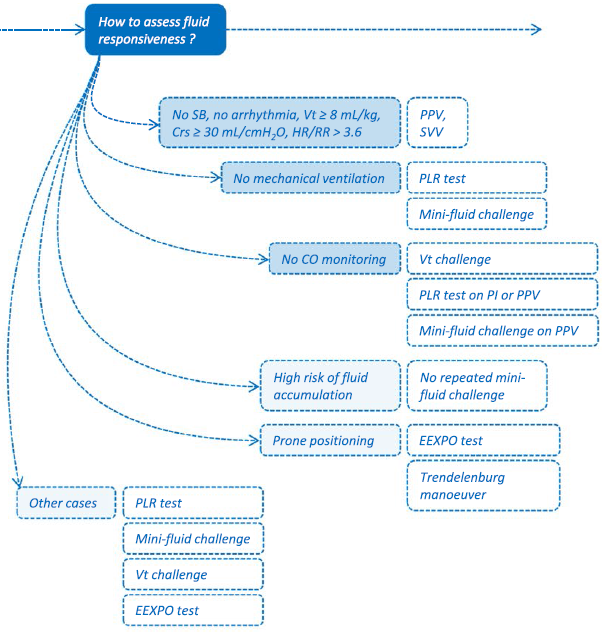 How to assess fluid
responsiveness ?
No SB, no arrhythmia, Vt ≥ 8 mL/kg,
Crs ≥ 30 mL/cmH₂O, HR/RR > 3.6
PPV,
SVV
No mechanical ventilation
PLR test
Mini-fluid challenge
No CO monitoring
Vt challenge
PLR test on PI or PPV
Mini-fluid challenge on PPV
High risk of fluid
accumulation
No repeated mini-
fluid challenge
Prone positioning
EEXPO test
Trendelenburg
manoeuver
Other cases
PLR test
Mini-fluid challenge
Vt challenge
EEXPO test